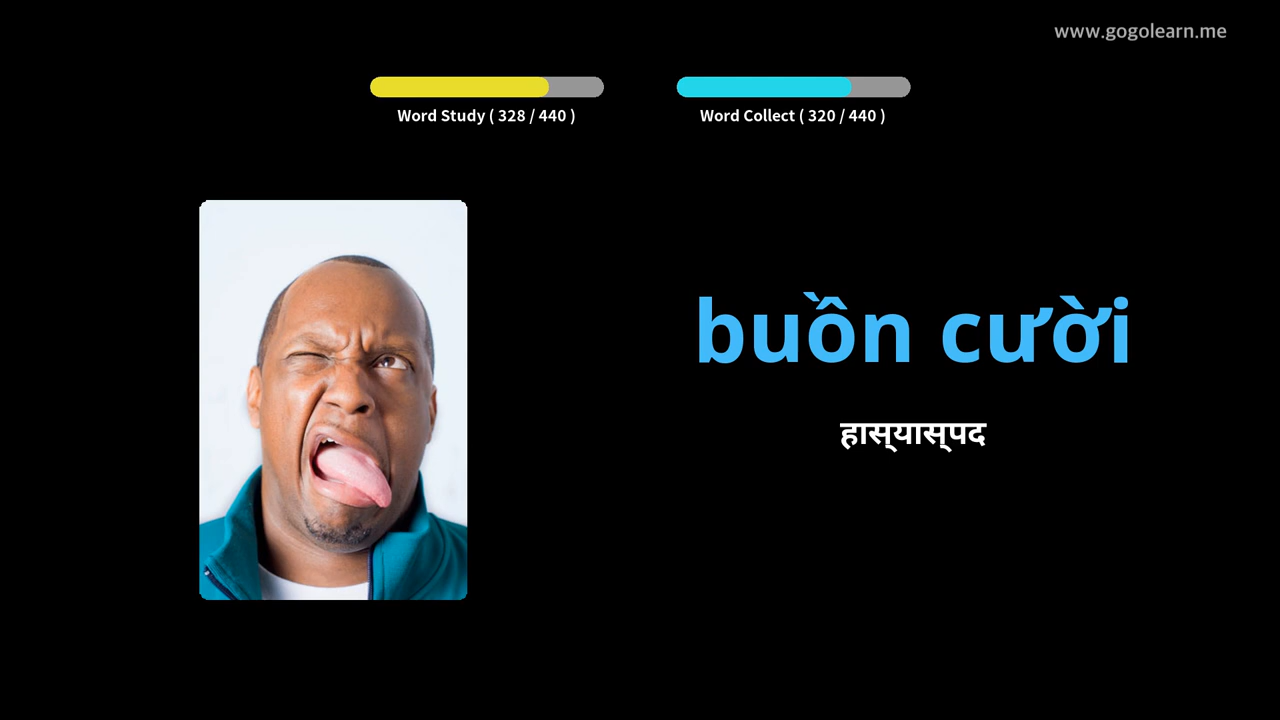 www.gogolearn.me
Word Study ( 328 / 440 )
Word Collect ( 320 / 440 )
buồn cười
हास्यास्पद